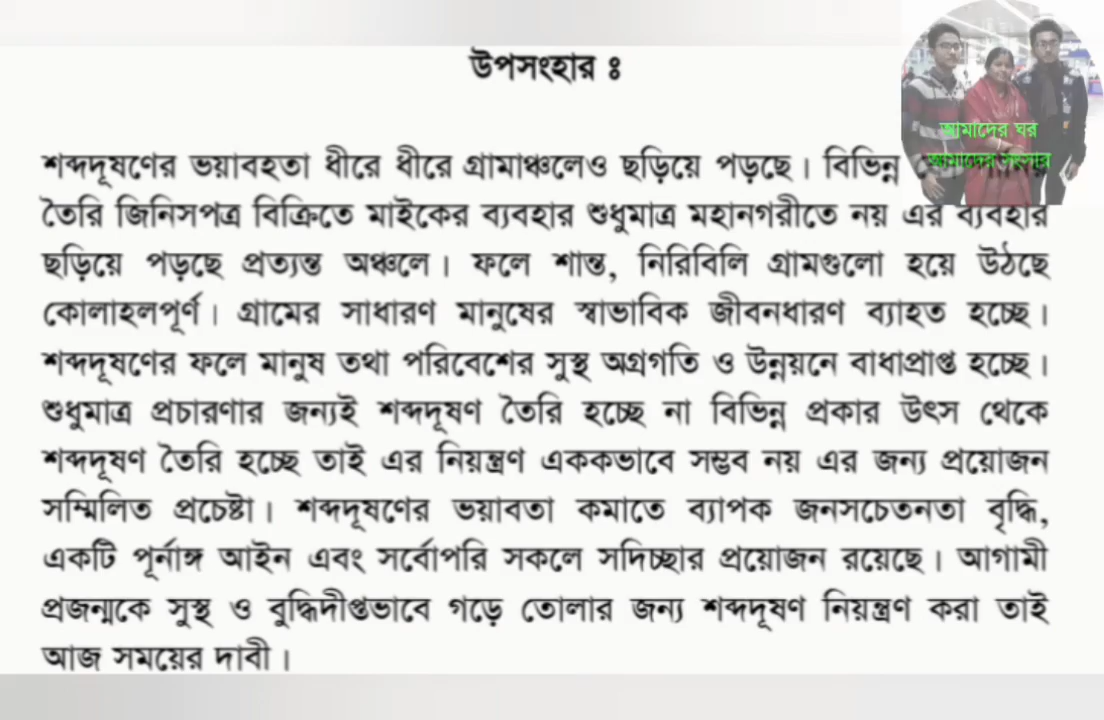 উপসংহার ঃ
শব্দদূষণের ভয়াবহতা ধীরে ধীরে গ্রামাঞ্চলেও ছড়িয়ে পড়ছে। বিভিন্ন
তৈরি জিনিসপত্র বিক্রিতে মাইকের ব্যবহার শুধুমাত্র মহানগরীতে নয় এর ব্যবহার
ছড়িয়ে পড়ছে প্রত্যন্ত অঞ্চলে। ফলে শান্ত, নিরিবিলি গ্রামগুলো হয়ে উঠছে
কোলাহলপূর্ণ। গ্রামের সাধারণ মানুষের স্বাভাবিক জীবনধারণ ব্যাহত হচ্ছে।
শব্দদূষণের ফলে মানুষ তথা পরিবেশের সুস্থ অগ্রগতি ও উন্নয়নে বাধাপ্রাপ্ত হচ্ছে।
শুধুমাত্র প্রচারণার জন্যই শব্দদূষণ তৈরি হচ্ছে না বিভিন্ন প্রকার উৎস থেকে
শব্দদূষণ তৈরি হচ্ছে তাই এর নিয়ন্ত্রণ এককভাবে সম্ভব নয় এর জন্য প্রয়োজন
সম্মিলিত প্রচেষ্টা। শব্দদূষণের ভয়াবতা কমাতে ব্যাপক জনসচেতনতা বৃদ্ধি,
একটি পূর্নাঙ্গ আইন এবং সর্বোপরি সকলে সদিচ্ছার প্রয়োজন রয়েছে। আগামী
প্রজন্মকে সুস্থ ও বুদ্ধিদীপ্তভাবে গড়ে তোলার জন্য শব্দদূষণ নিয়ন্ত্রণ করা তাই
আজ সময়ের দাবী।
আমাদের ঘর
আমাদের সংসার